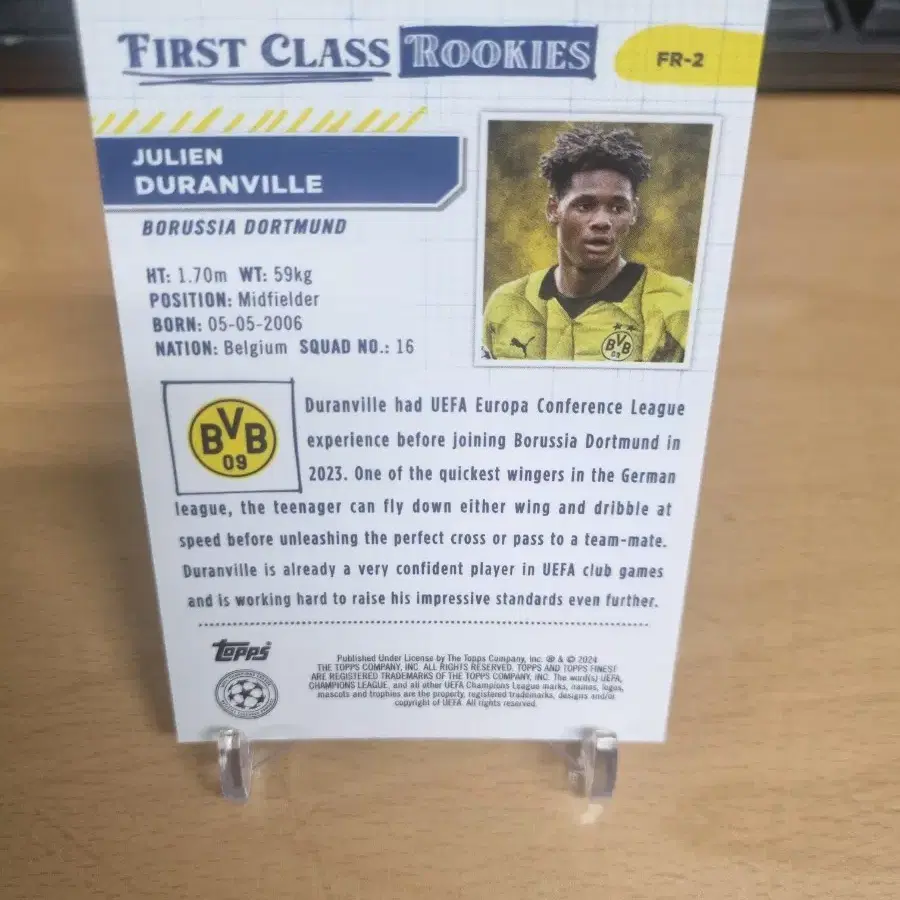 FIRST CLASS ROOKIES
FR-2
JULIEN
DURANVILLE
BORUSSIA DORTMUND
HT: 1.70m WT: 59kg
POSITION: Midfielder
BORN: 05-05-2006
NATION: Belgium SQUAD NO.: 16
BVB
09
BVB
09
Duranville had UEFA Europa Conference League
experience before joining Borussia Dortmund in
2023. One of the quickest wingers in the German
league, the teenager can fly down either wing and dribble at
speed before unleashing the perfect cross or pass to a team-mate.
Duranville is already a very confident player in UEFA club games
and is working hard to raise his impressive standards even further.
Topps
Published Under License by The Topps Company, Inc. ® & © 2024
THE TOPPS COMPANY, INC. ALL RIGHTS RESERVED. TOPPS AND TOPPS FINEST
ARE REGISTERED TRADEMARKS OF THE TOPPS COMPANY, INC. The word(s) UEFA,
CHAMPIONS LEAGUE, and all other UEFA Champions League marks, names, logos,
mascots and trophies are the property, registered trademarks, designs and/or
copyright of UEFA. All rights reserved.